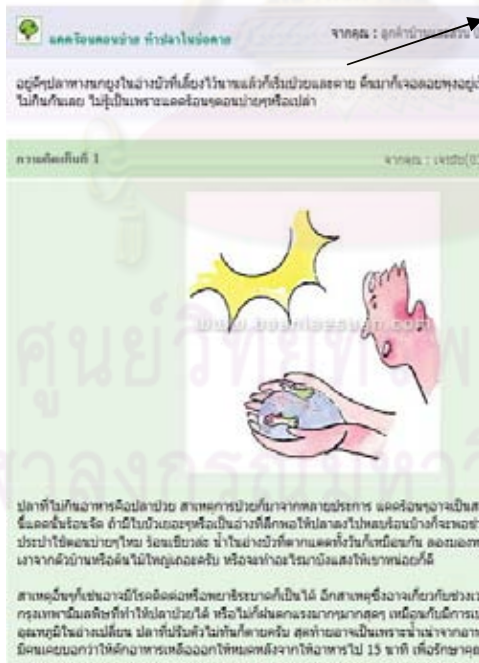 แดดร้อนตอนบ่าย ทำปลาในบ่อตาย
จากคุณ : ลูกค้าบ้าน
อยู่ดีๆปลาหางนกยูงในอ่างบัวที่เลี้ยงไว้นานแล้วก็เริ่มป่วยและตาย ตื่นมาก็เจอลอยพุงอยู่
ไม่กินกันเลย ไม่รู้เป็นเพราะแดดร้อนๆตอนบ่ายๆหรือเปล่า
ความคิดเห็นที่ 1
จากคุณ :
www.baanlaesuan.com
ปลาที่ไม่กินอาหารคือปลาป่วย สาเหตุการป่วยก็มาจากหลายประการ แดดร้อนๆอาจเป็น
นี้แดดนั้นร้อนจัด ถ้ามีใบบัวเยอะๆหรือเป็นอ่างที่ลึกพอให้ปลาลงไปหลบร้อนบ้างก็จะพอ
ประปาใช้ตอนบ่ายๆไหม ร้อนเชียวล่ะ น้ำในอ่างบัวที่ตากแดดทั้งวันก็เหมือนกัน ลอง
เงาจากตัวบ้านหรือต้นไม้ใหญ่เถอะครับ หรือจะทำอะไรมาบังแสงให้เขาหน่อยก็ดี
สาเหตุอื่นๆก็เช่นอาจมีโรคติดต่อหรือพยาธิระบาดก็เป็นได้ อีกสาเหตุซึ่งอาจเกี่ยวกับช่วง
กรุงเทพามีมลพิษที่ทำให้ปลาป่วยได้ หรือไม่ก็ฝนตกแรงมากๆมากสุดๆ เหมือนกับมีการ
อุณหภูมิในอ่างเปลี่ยน ปลาที่ปรับตัวไม่ทันก็ตายครับ สุดท้ายอาจเป็นเพราะน้ำเน่าจาก
มีคนเคยบอกว่าให้ตักอาหารเหลือออกให้หมดหลังจากให้อาหารไป 15 นาที เพื่อรักษา